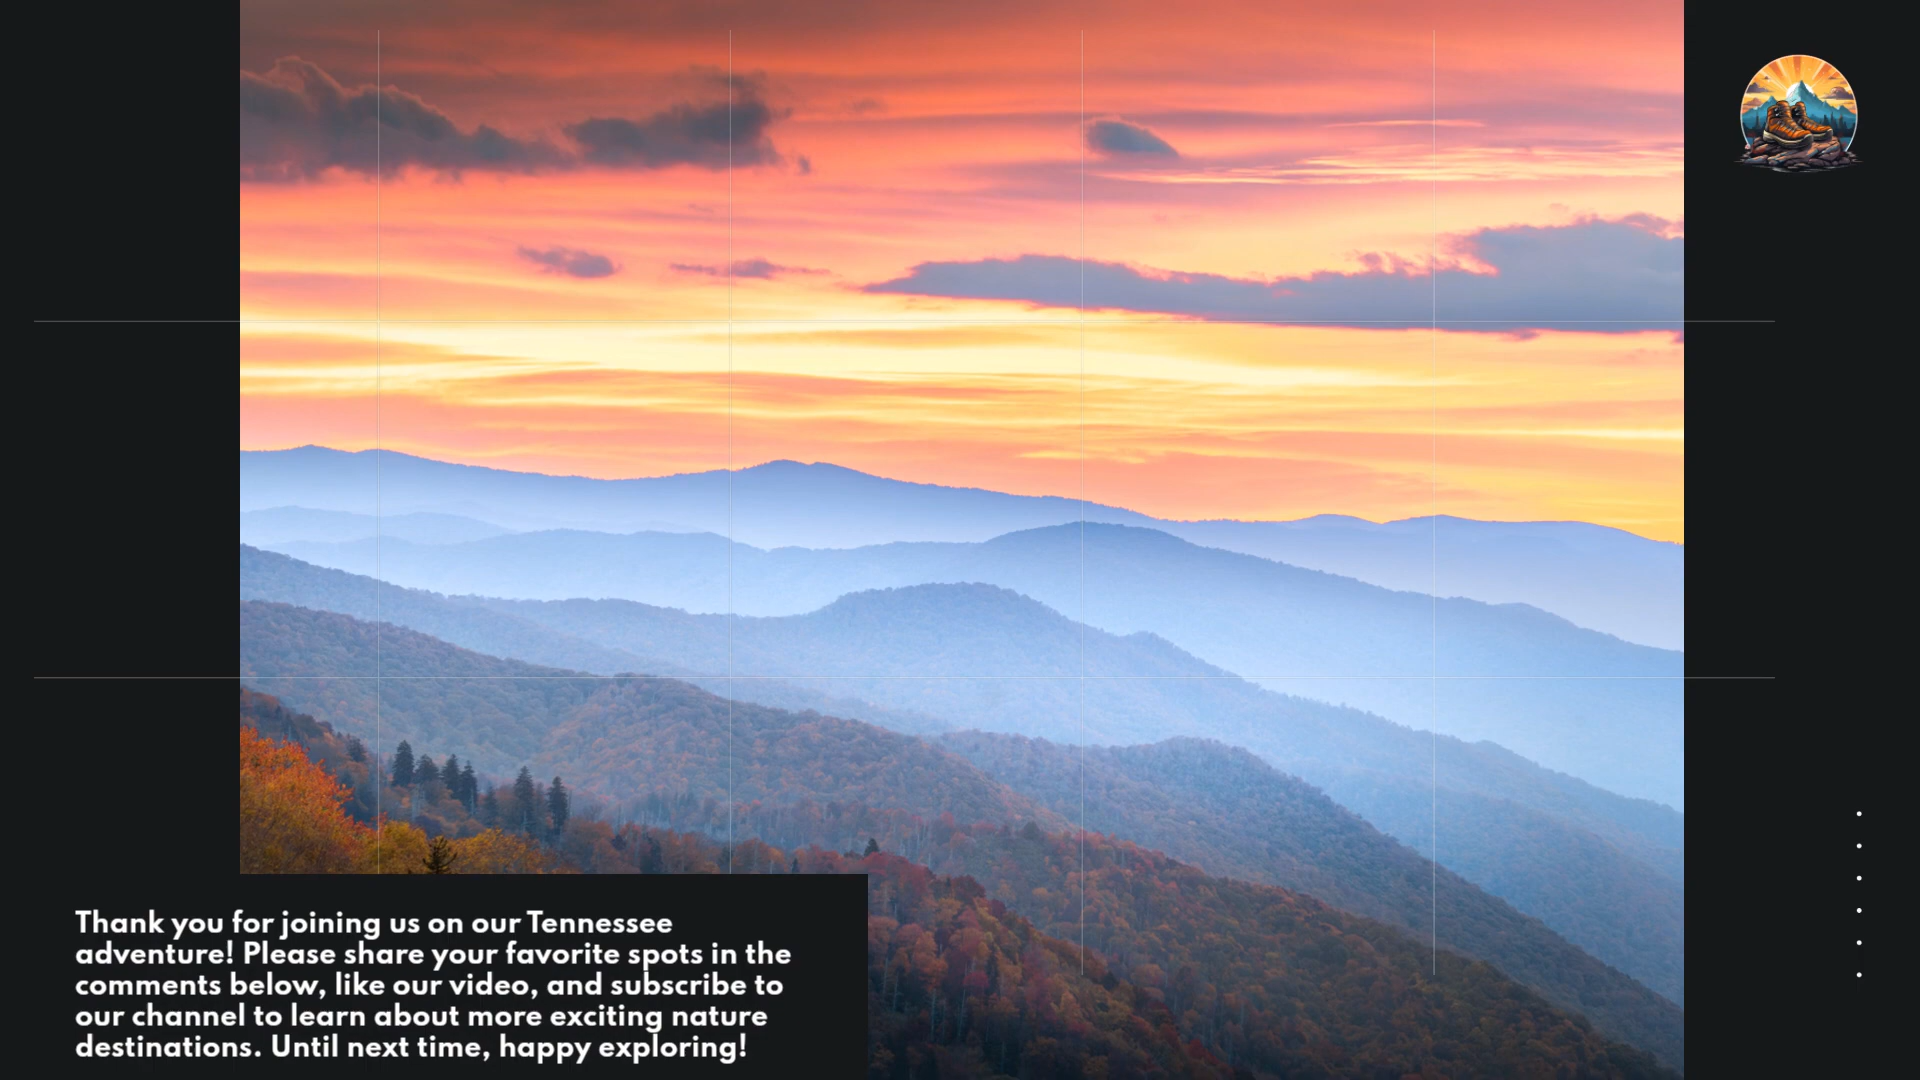 Thank you for joining us on our Tennessee
adventure! Please share your favorite spots in the
comments below, like our video, and subscribe to
our channel to learn about more exciting nature
destinations. Until next time, happy exploring!